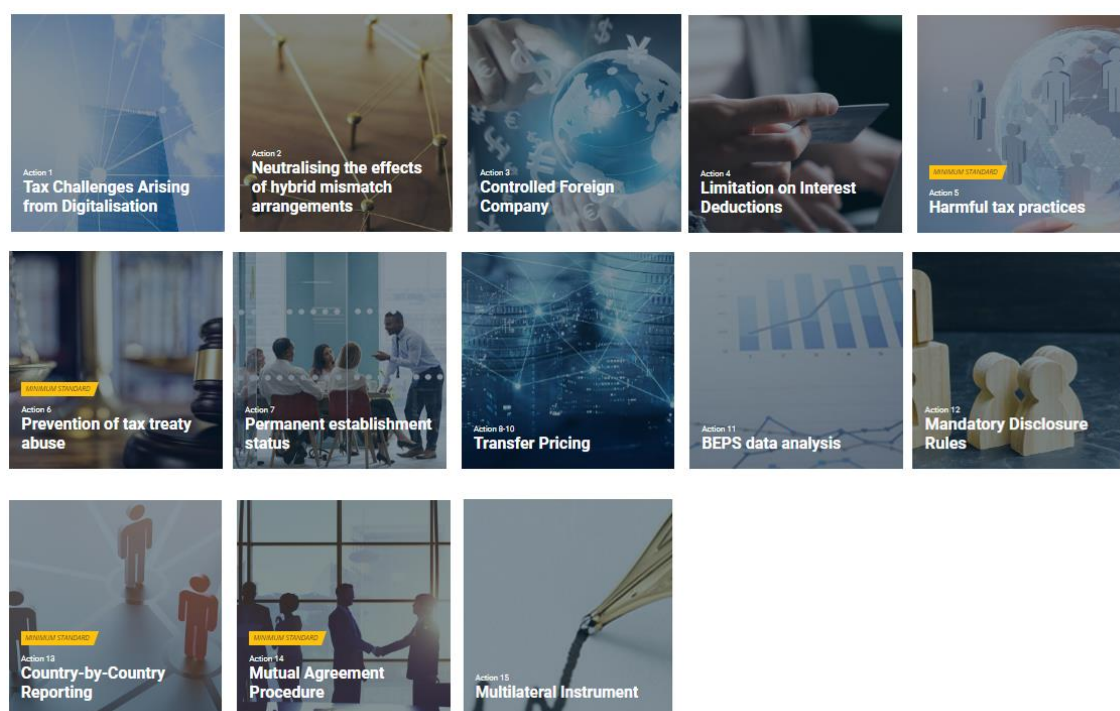 Action 1
Tax Challenges Arising
from Digitalisation
Action 2
Neutralising the effects
of hybrid mismatch
arrangements
Action 3
Controlled Foreign
Company
Action 4
Limitation on Interest
Deductions
MINIMUM STANDARD
Action 5
Harmful tax practices
MINIMUM STANDARD
Action 6
Prevention of tax treaty
abuse
Action 7
Permanent establishment
status
Action 8-10
Transfer Pricing
Action 11
BEPS data analysis
Action 12
Mandatory Disclosure
Rules
MINIMUM STANDARD
Action 13
Country-by-Country
Reporting
MINIMUM STANDARD
Action 14
Mutual Agreement
Procedure
Action 15
Multilateral Instrument